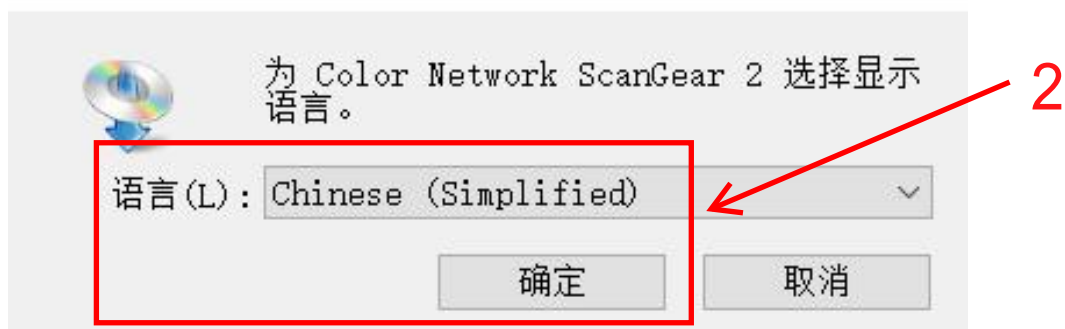 为 Color Network ScanGear 2 选择显示
语言。
2
语言(L): Chinese (Simplified)
确定 取消